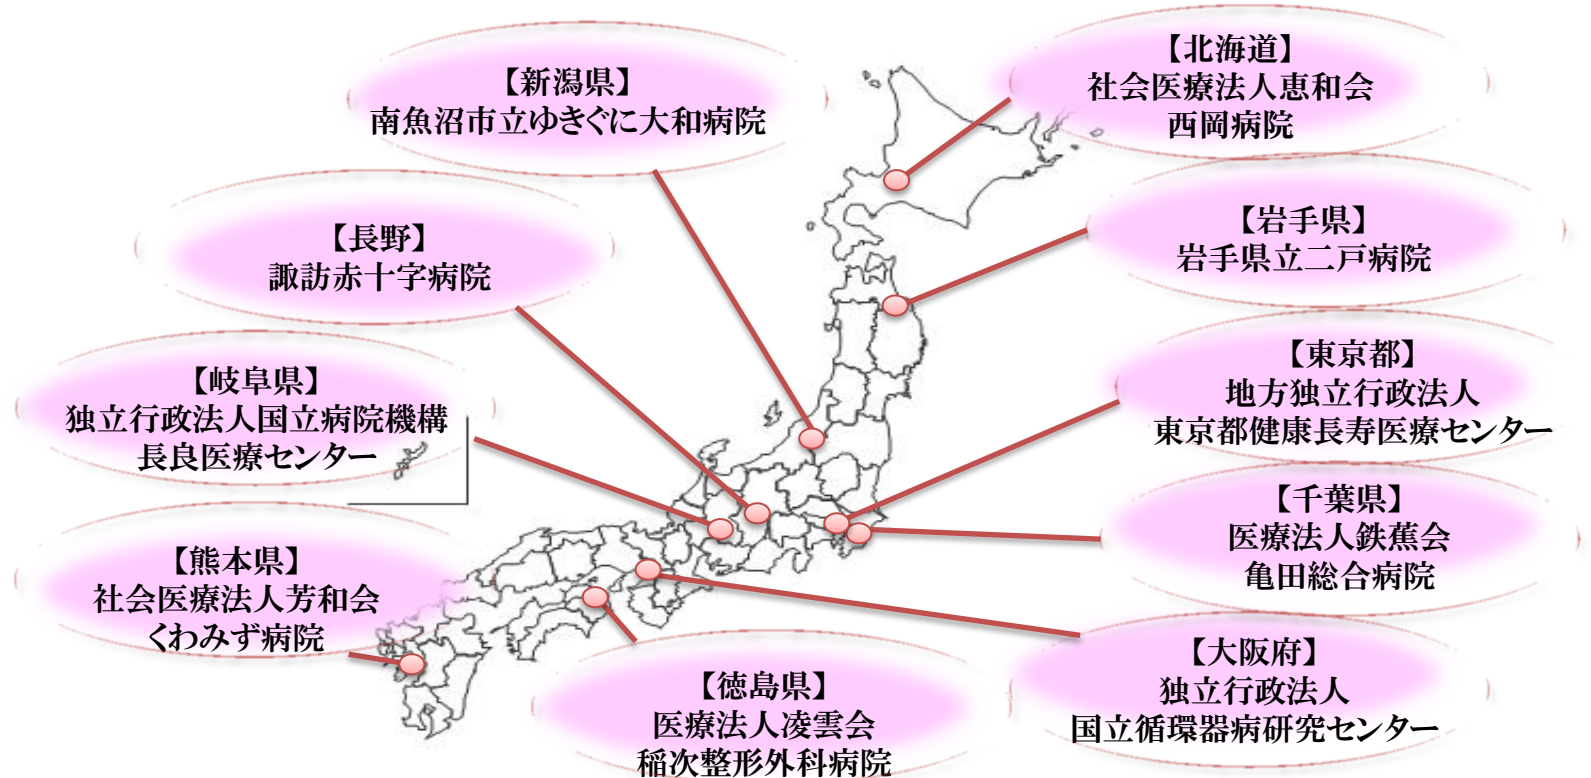 【北海道】
社会医療法人恵和会
西岡病院
【新潟県】
南魚沼市立ゆきぐに大和病院
【岩手県】
岩手県立二戸病院
【長野】
諏訪赤十字病院
【東京都】
地方独立行政法人
東京都健康長寿医療センター
【岐阜県】
独立行政法人国立病院機構
長良医療センター
【千葉県】
医療法人鉄蕉会
亀田総合病院
【熊本県】
社会医療法人芳和会
くわみず病院
【大阪府】
独立行政法人
国立循環器病研究センター
【徳島県】
医療法人凌雲会
稲次整形外科病院